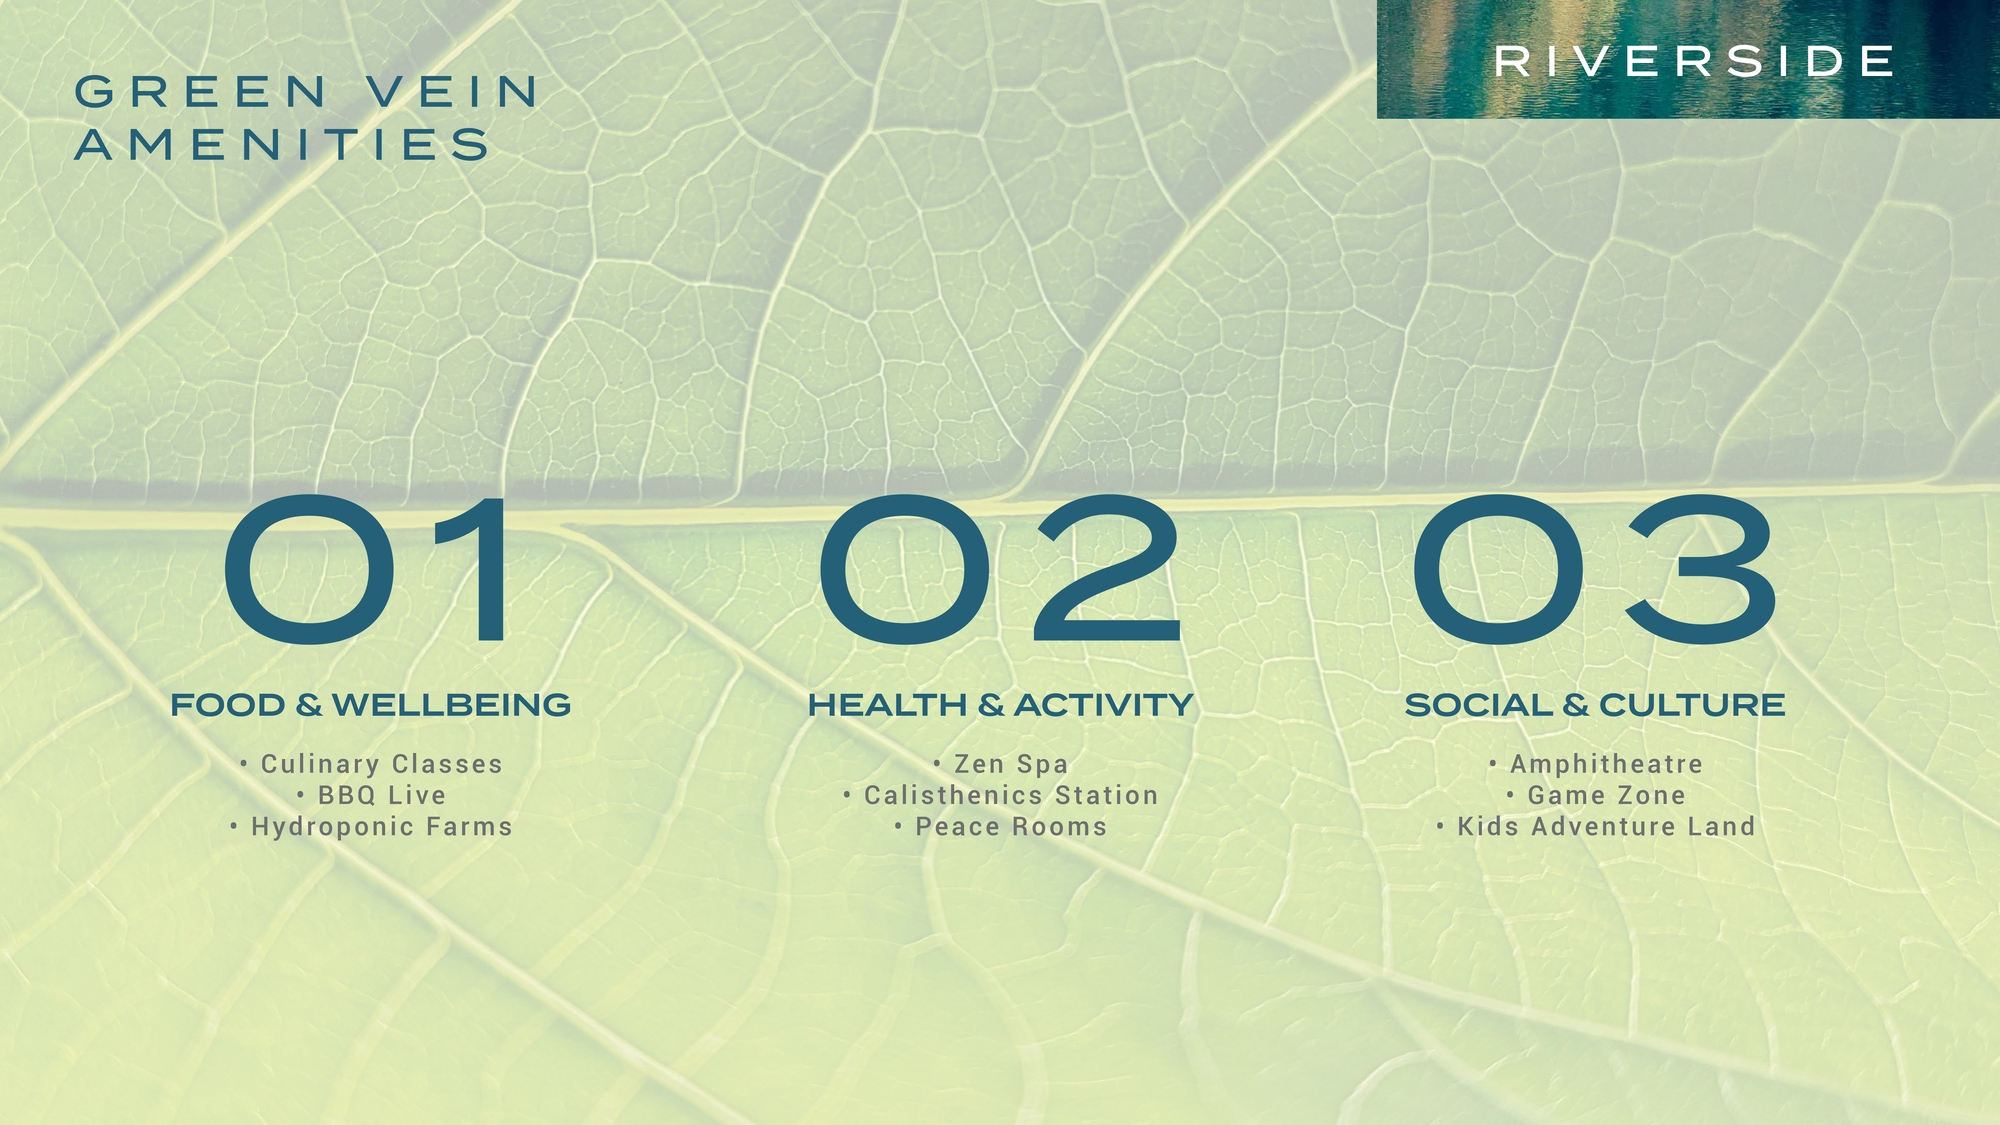 GREEN VEIN
AMENITIES
RIVERSIDE
01
FOOD & WELLBEING
• Culinary Classes
• BBQ Live
• Hydroponic Farms
02
HEALTH & ACTIVITY
• Zen Spa
• Calisthenics Station
• Peace Rooms
03
SOCIAL & CULTURE
• Amphitheatre
• Game Zone
• Kids Adventure Land